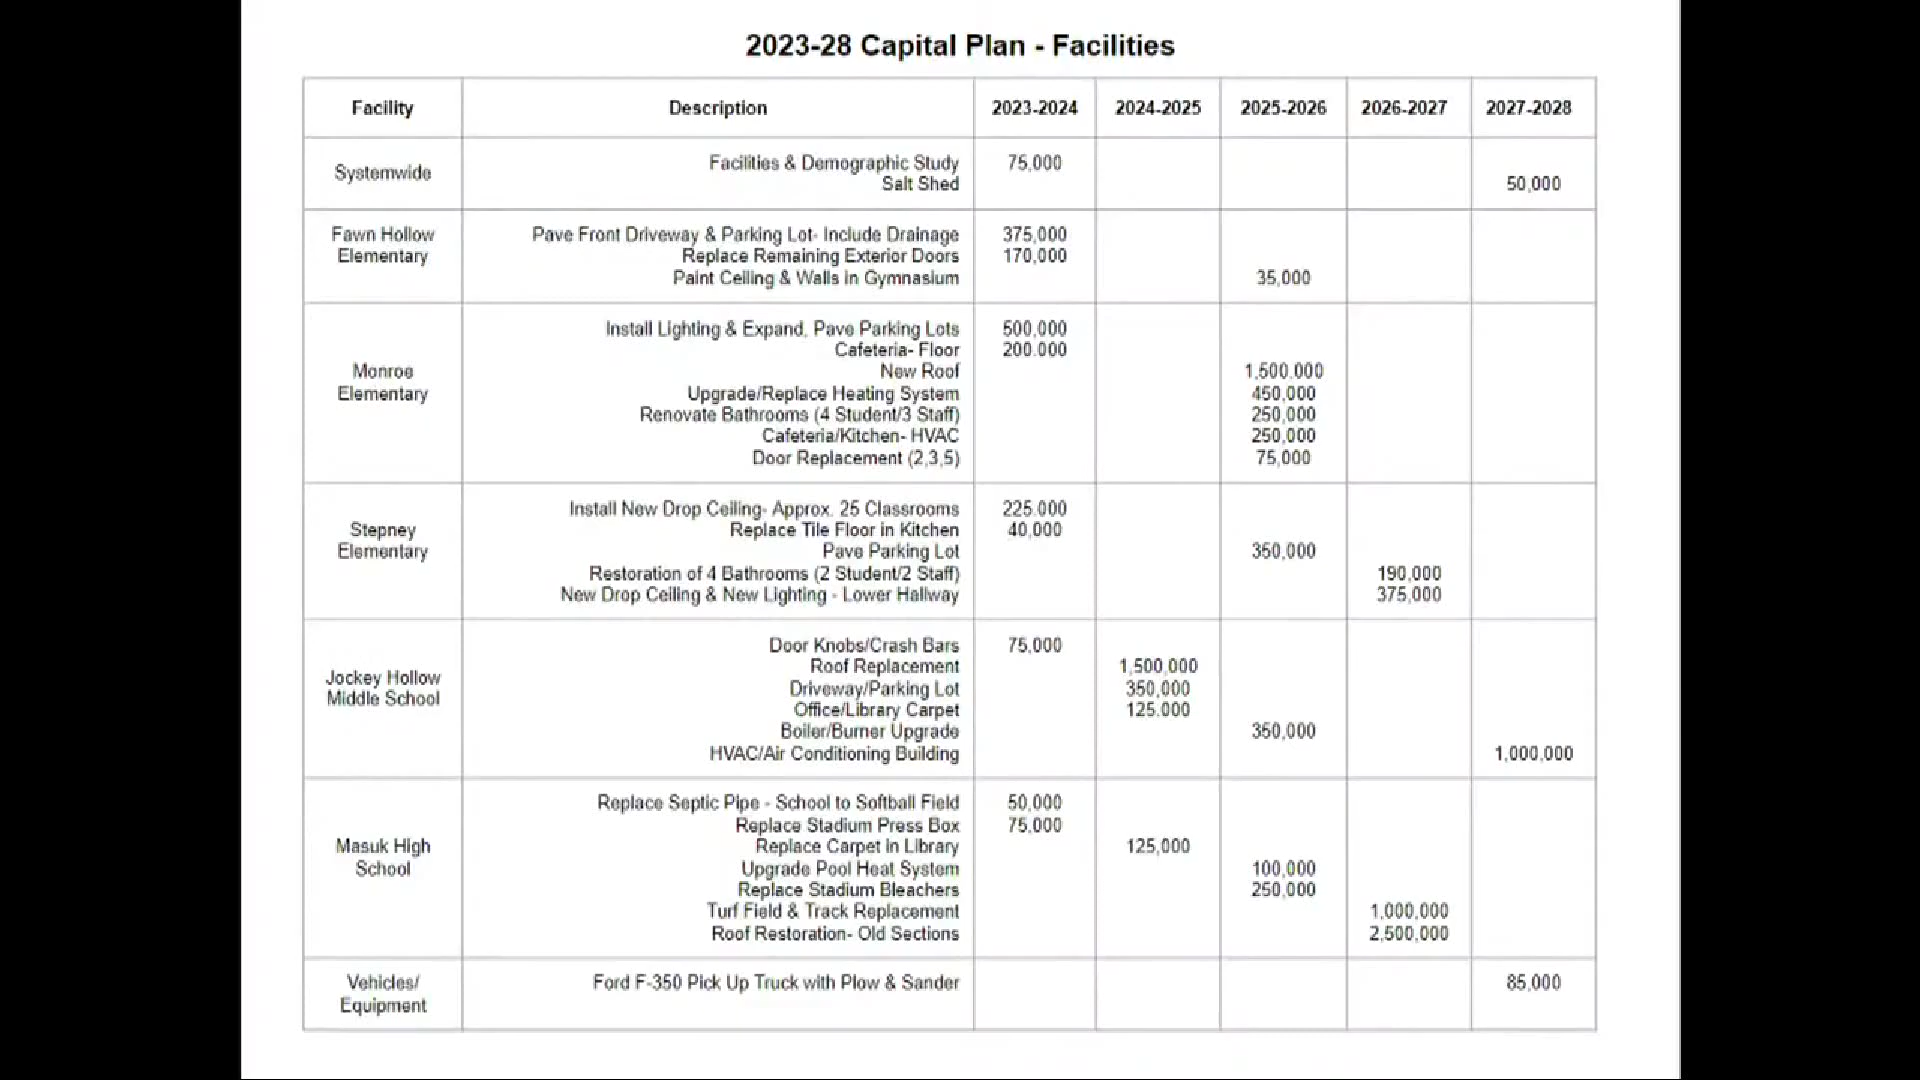 2023-28 Capital Plan - Facilities
Facility Description 2023-2024 2024-2025 2025-2026 2026-2027 2027-2028
Systemwide
Facilities & Demographic Study 75,000
Salt Shed 50,000
Fawn Hollow
Elementary
Pave Front Driveway & Parking Lot- Include Drainage 375,000
Replace Remaining Exterior Doors 170,000
Paint Ceiling & Walls in Gymnasium 35,000
Monroe
Elementary
Install Lighting & Expand, Pave Parking Lots 500,000
Cafeteria- Floor 200.000
New Roof 1,500.000
Upgrade/Replace Heating System 450,000
Renovate Bathrooms (4 Student/3 Staff) 250,000
Cafeteria/Kitchen- HVAC 250,000
Door Replacement (2,3,5) 75,000
Stepney
Elementary
Install New Drop Ceiling- Approx. 25 Classrooms 225.000
Replace Tile Floor in Kitchen 40,000
Pave Parking Lot 350,000
Restoration of 4 Bathrooms (2 Student/2 Staff) 190,000
New Drop Ceiling & New Lighting - Lower Hallway 375,000
Jockey Hollow
Middle School
Door Knobs/Crash Bars 75,000
Roof Replacement 1,500,000
Driveway/Parking Lot 350,000
Office/Library Carpet 125.000
Boiler/Burner Upgrade 350,000
HVAC/Air Conditioning Building 1,000,000
Masuk High
School
Replace Septic Pipe - School to Softball Field 50,000
Replace Stadium Press Box 75,000
Replace Carpet in Library 125,000
Upgrade Pool Heat System 100,000
Replace Stadium Bleachers 250,000
Turf Field & Track Replacement 1,000,000
Roof Restoration- Old Sections 2,500,000
Vehicles/
Equipment
Ford F-350 Pick Up Truck with Plow & Sander 85,000